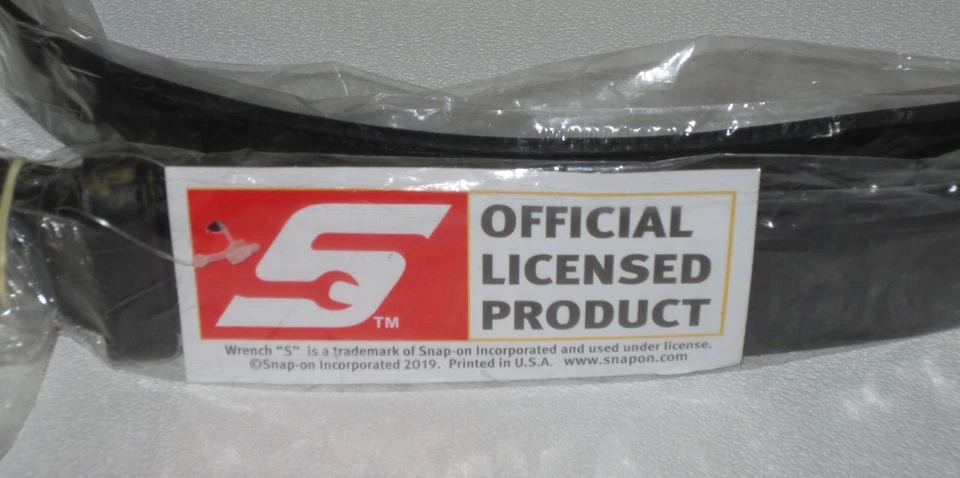 S™
OFFICIAL
LICENSED
PRODUCT
Wrench "S" is a trademark of Snap-on Incorporated and used under license.
©Snap-on Incorporated 2019. Printed in U.S.A. www.snapon.com